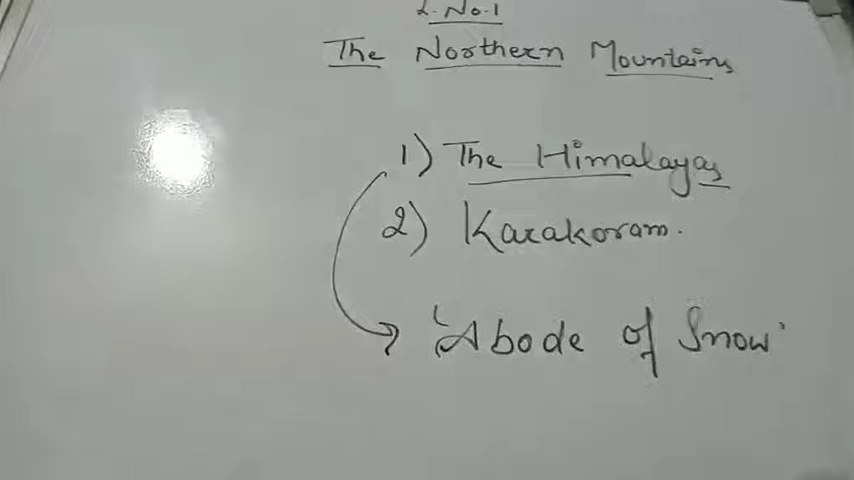 L.No.1
The Northern Mountains
1) The Himalayas
2) Karakoram.
'Abode of Snow'